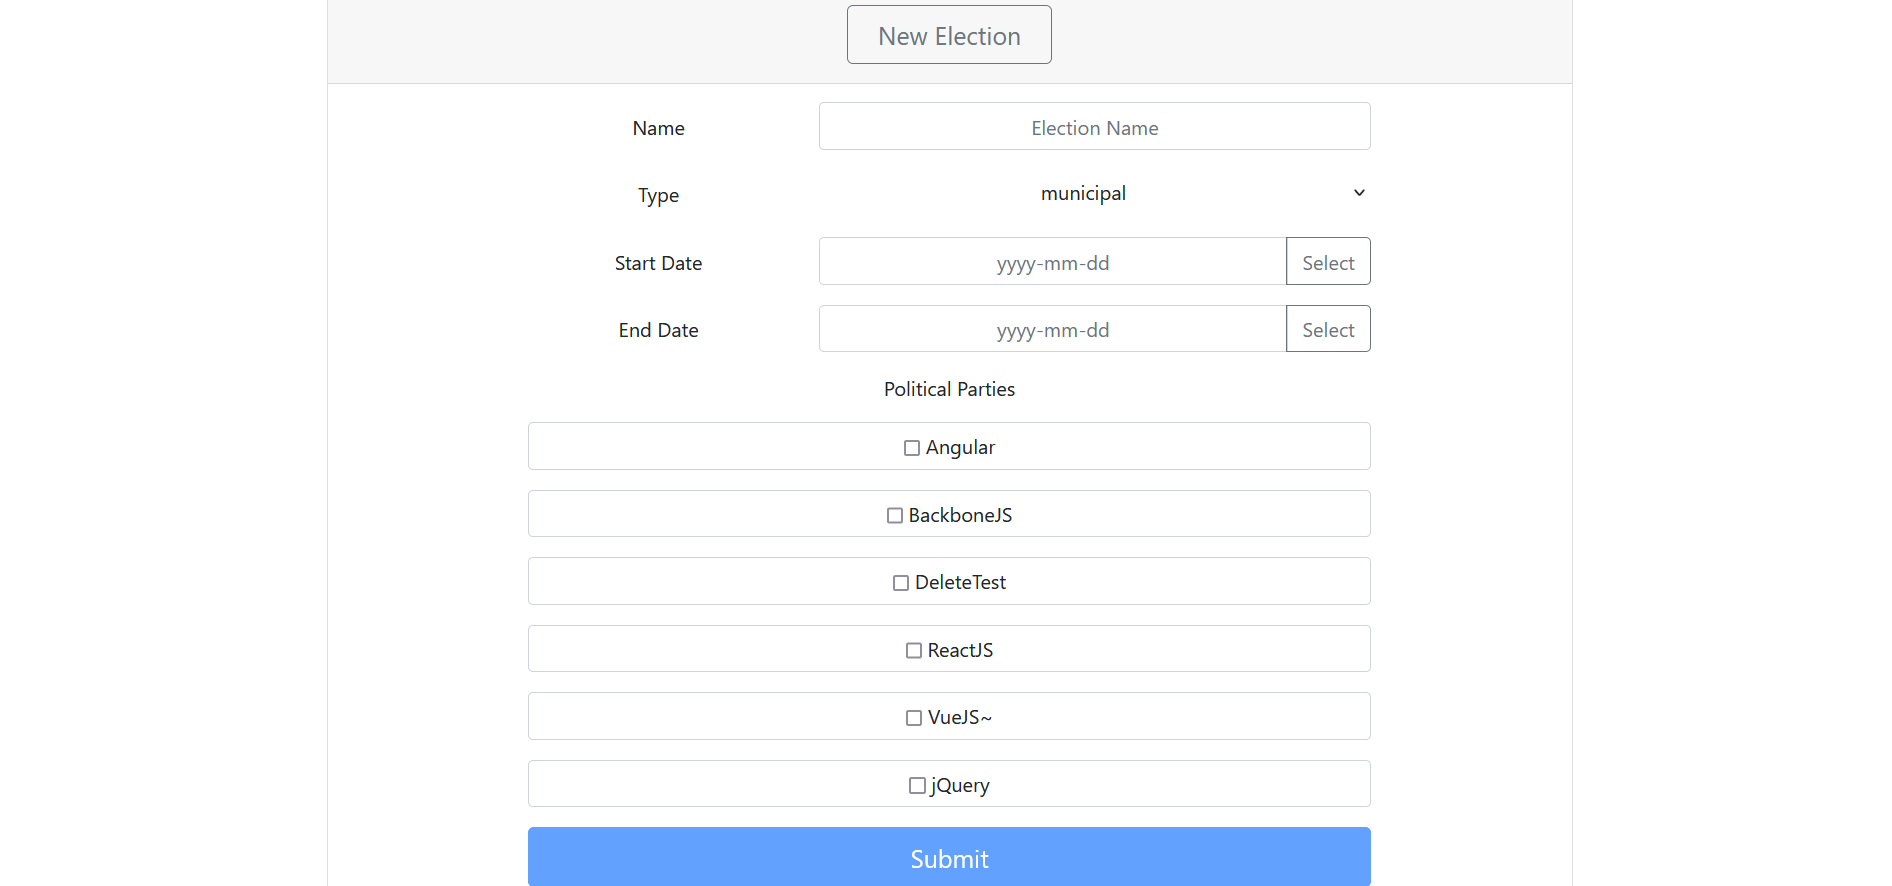 New Election
Name Election Name
Type municipal
Start Date yyyy-mm-dd Select
End Date yyyy-mm-dd Select
Political Parties
Angular
BackboneJS
DeleteTest
ReactJS
VueJS~
jQuery
Submit